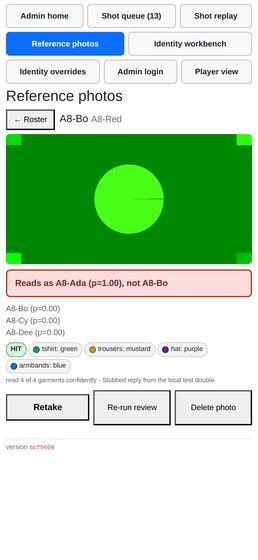 Admin home
Shot queue (13)
Shot replay
Reference photos
Identity workbench
Identity overrides
Admin login
Player view
Reference photos
← Roster A8-Bo A8-Red
Reads as A8-Ada (p=1.00), not A8-Bo
A8-Bo (p=0.00)
A8-Cy (p=0.00)
A8-Dee (p=0.00)
HIT tshirt: green trousers: mustard hat: purple
armbands: blue
read 4 of 4 garments confidently - Stubbed reply from the local test double.
Retake
Re-run review
Delete photo
version 6cf5608